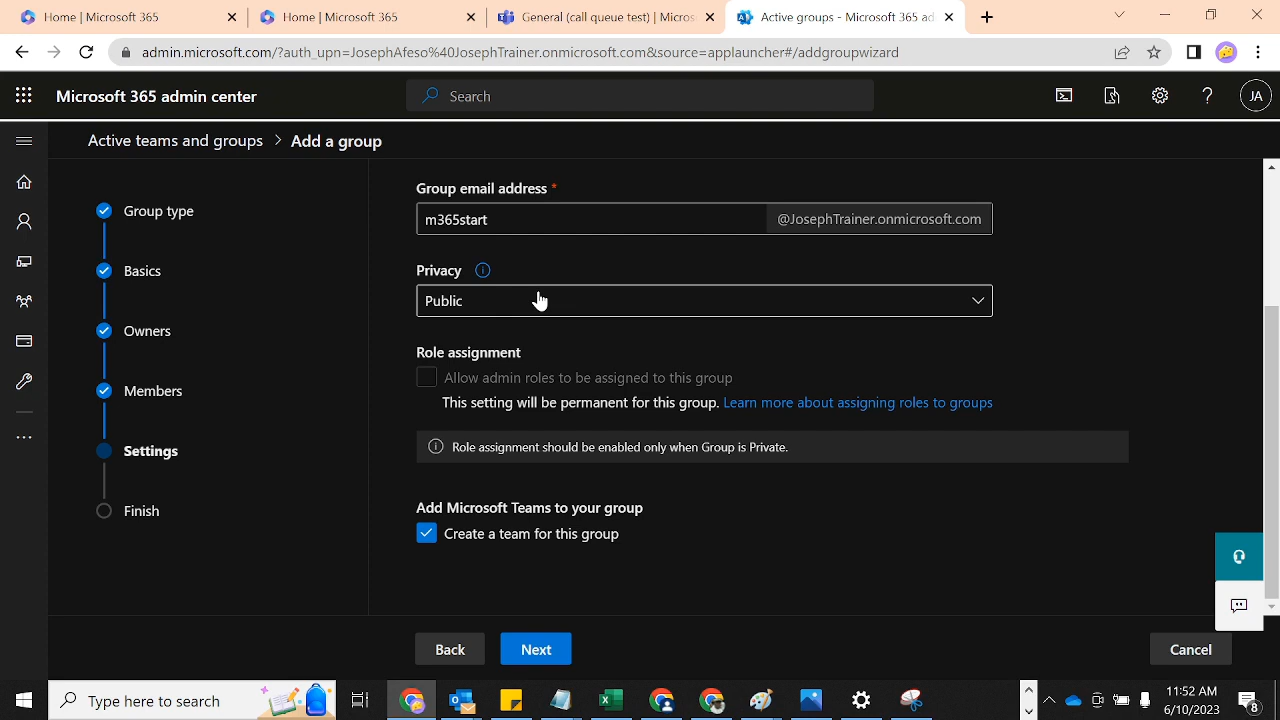 Home | Microsoft 365
Home | Microsoft 365
General (call queue test) | Micros
Active groups - Microsoft 365 ad
admin.microsoft.com/?auth_upn=JosephAfeso%40JosephTrainer.onmicrosoft.com&source=applauncher#/addgroupwizard
Microsoft 365 admin center
Search
JA
Active teams and groups > Add a group
Group type
Basics
Owners
Members
Settings
Finish
Group email address *
m365start
@JosephTrainer.onmicrosoft.com
Privacy
Public
Role assignment
Allow admin roles to be assigned to this group
This setting will be permanent for this group. Learn more about assigning roles to groups
Role assignment should be enabled only when Group is Private.
Add Microsoft Teams to your group
Create a team for this group
Back
Next
Cancel
Type here to search
11:52 AM
6/10/2023
8